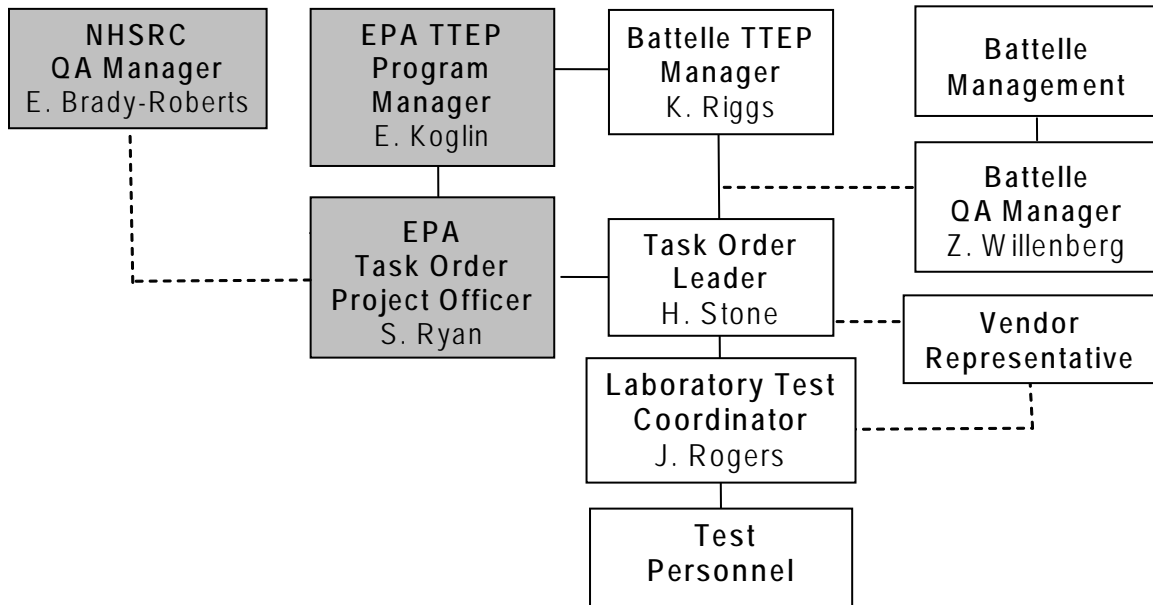 NHSRC
QA Manager
E. Brady-Roberts
EPA TTEP
Program
Manager
E. Koglin
Battelle TTEP
Manager
K. Riggs
Battelle
Management
EPA
Task Order
Project Officer
S. Ryan
Task Order
Leader
H. Stone
Battelle
QA Manager
Z. Willenberg
Vendor
Representative
Laboratory Test
Coordinator
J. Rogers
Test
Personnel